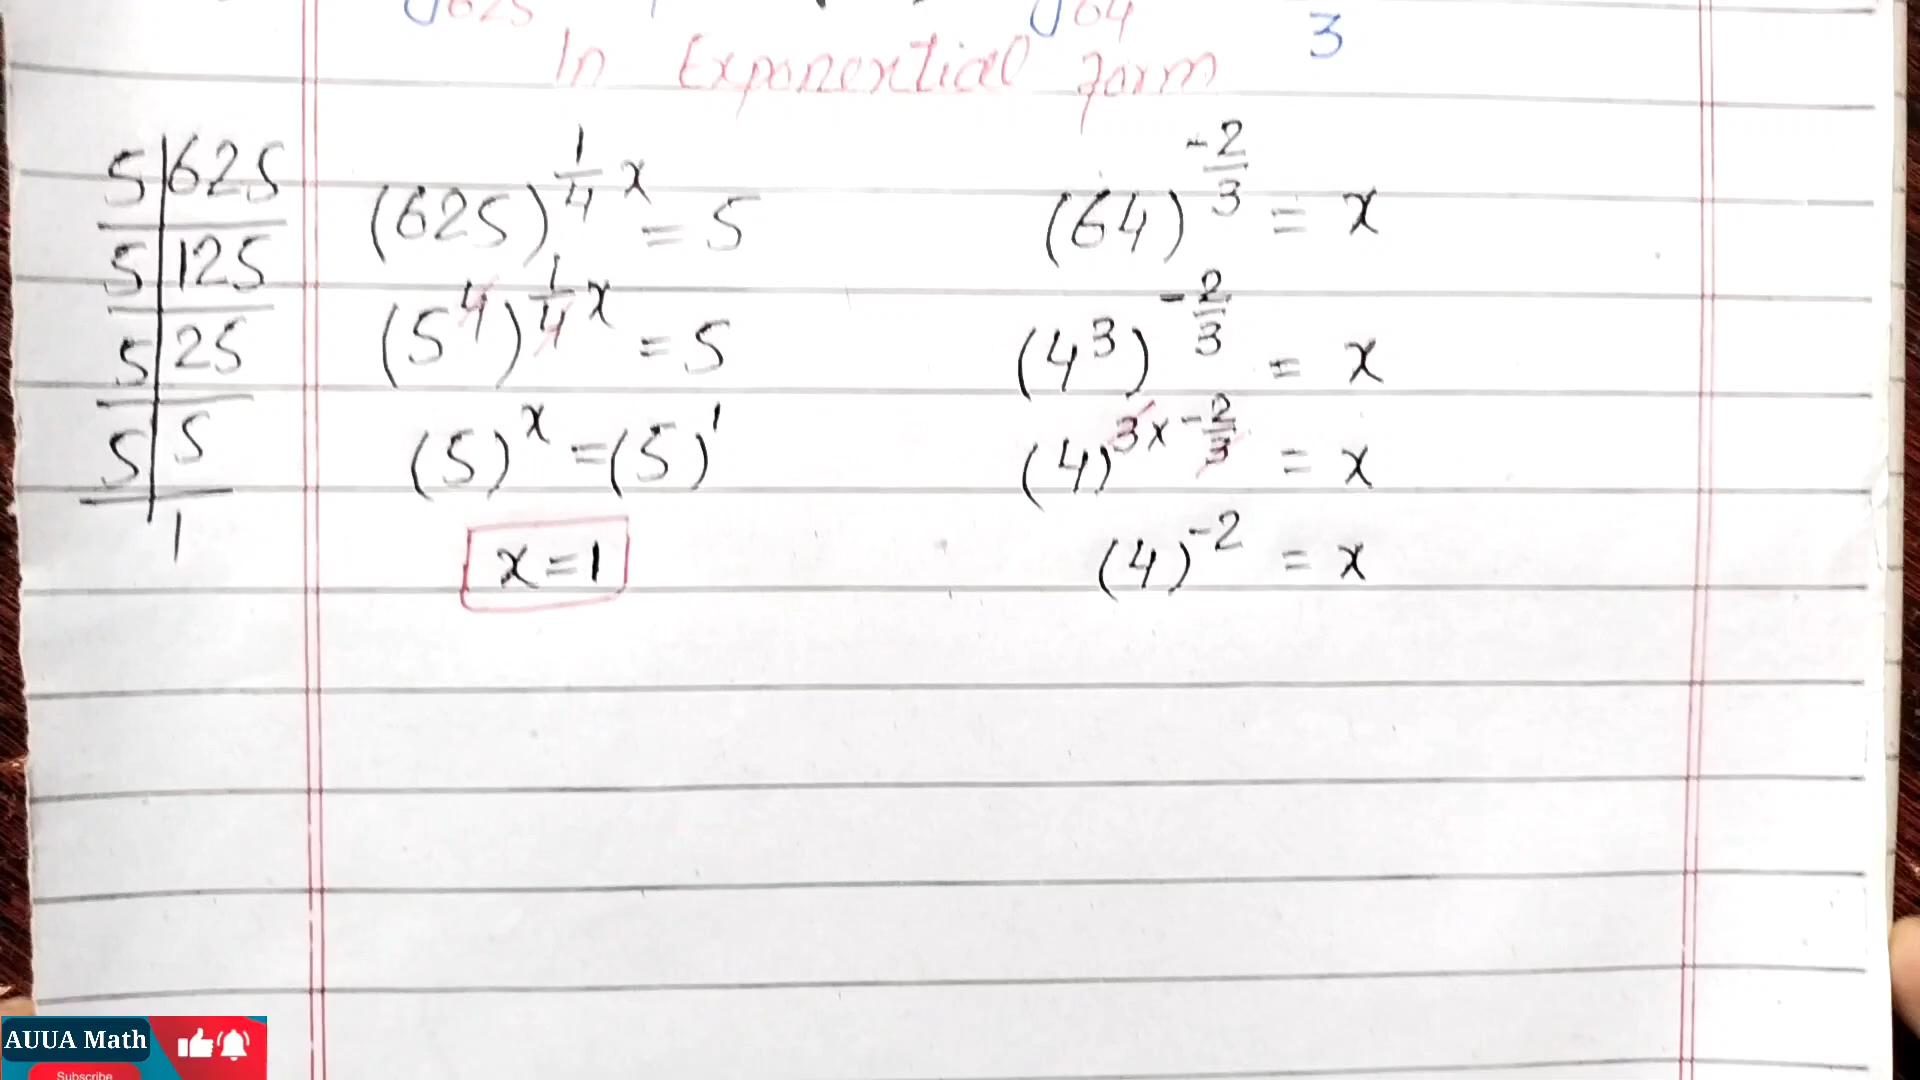 625 64 3
In Exponential form
5|625
5|125
5|25
5|5
1
(625)^{1/4 x} = 5
(5^4)^{1/4 x} = 5
(5)^x = (5)^1
x = 1
(64)^{-2/3} = x
(4^3)^{-2/3} = x
(4)^{3 x -2/3} = x
(4)^{-2} = x
AUUA Math
Subscribe